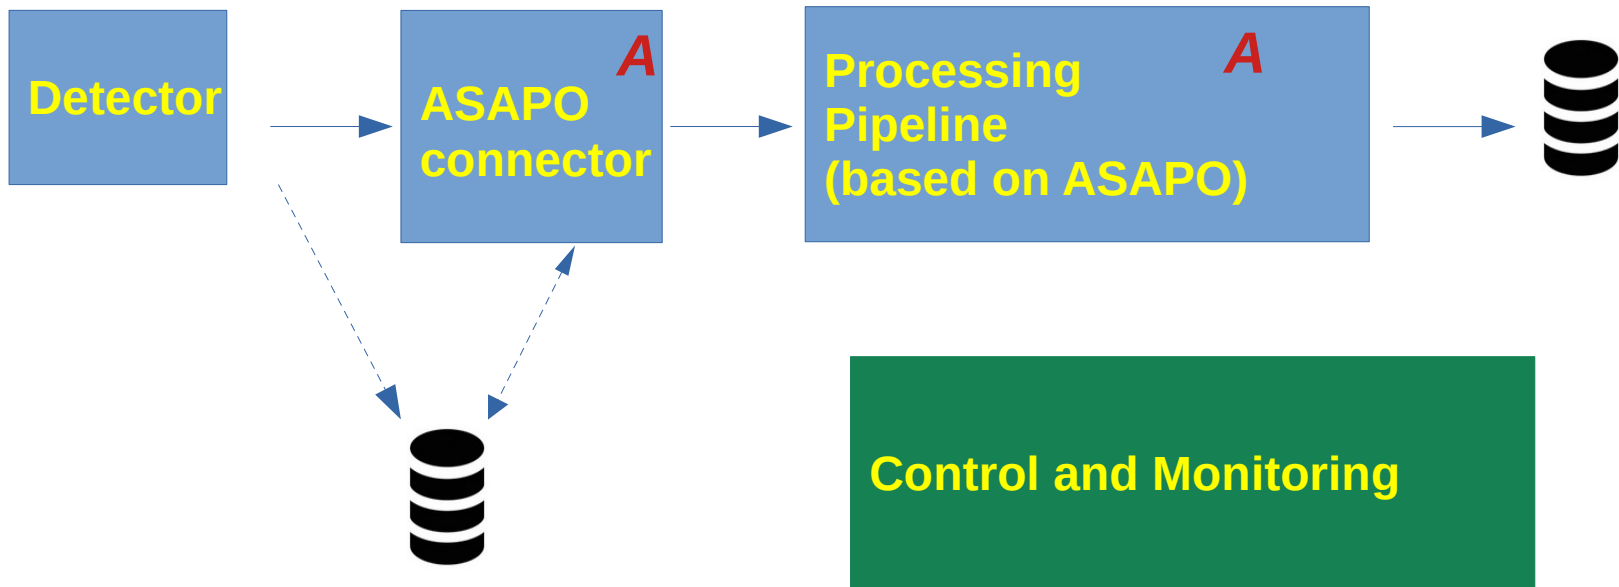 Detector
A
ASAPO
connector
A
Processing
Pipeline
(based on ASAPO)
Control and Monitoring